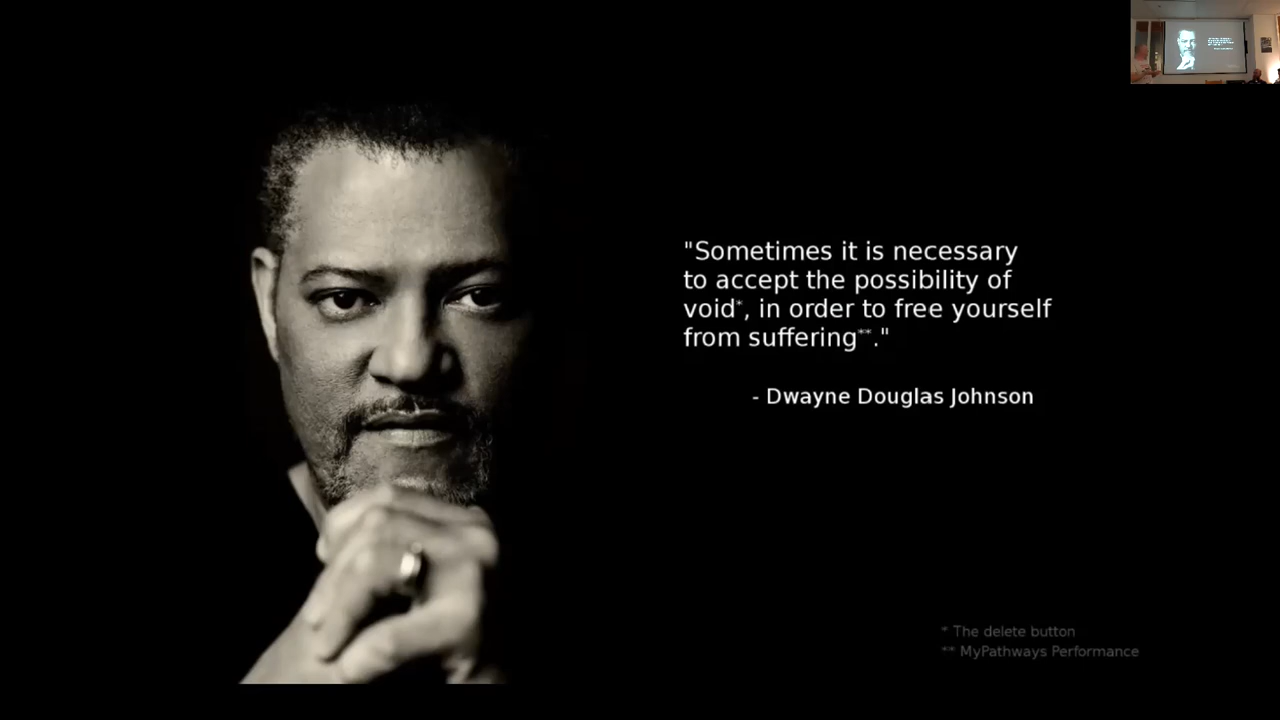 "Sometimes it is necessary
to accept the possibility of
void*, in order to free yourself
from suffering**."
- Dwayne Douglas Johnson
* The delete button
** MyPathways Performance